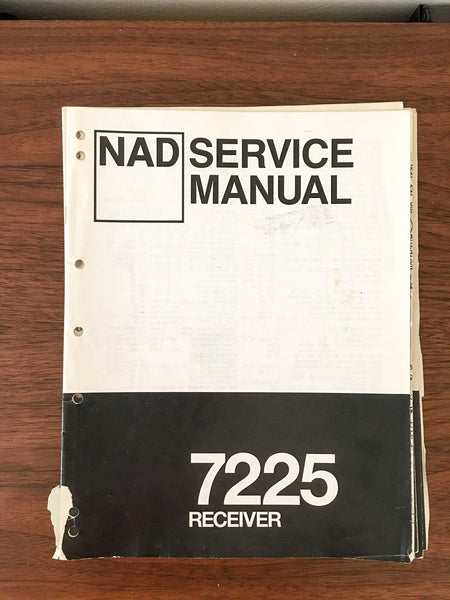 NAD SERVICE
MANUAL
7225
RECEIVER